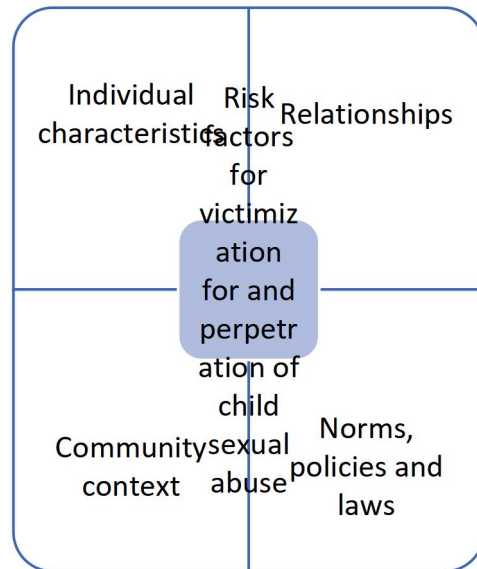 Individual
characteristics
Relationships
Risk
factors
for
victimiz
ation
for and
perpetr
ation of
child
sexual
abuse
Community
context
Norms,
policies and
laws